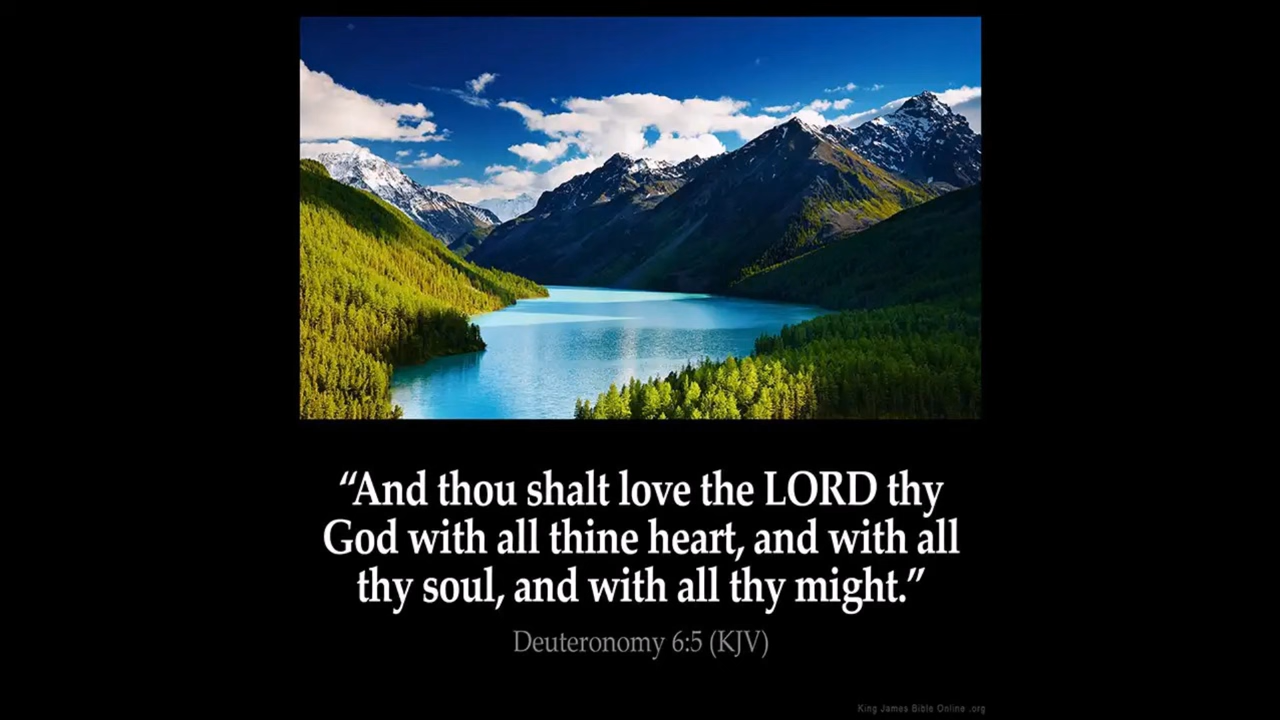 “And thou shalt love the LORD thy
God with all thine heart, and with all
thy soul, and with all thy might.”
Deuteronomy 6:5 (KJV)
King James Bible Online .org